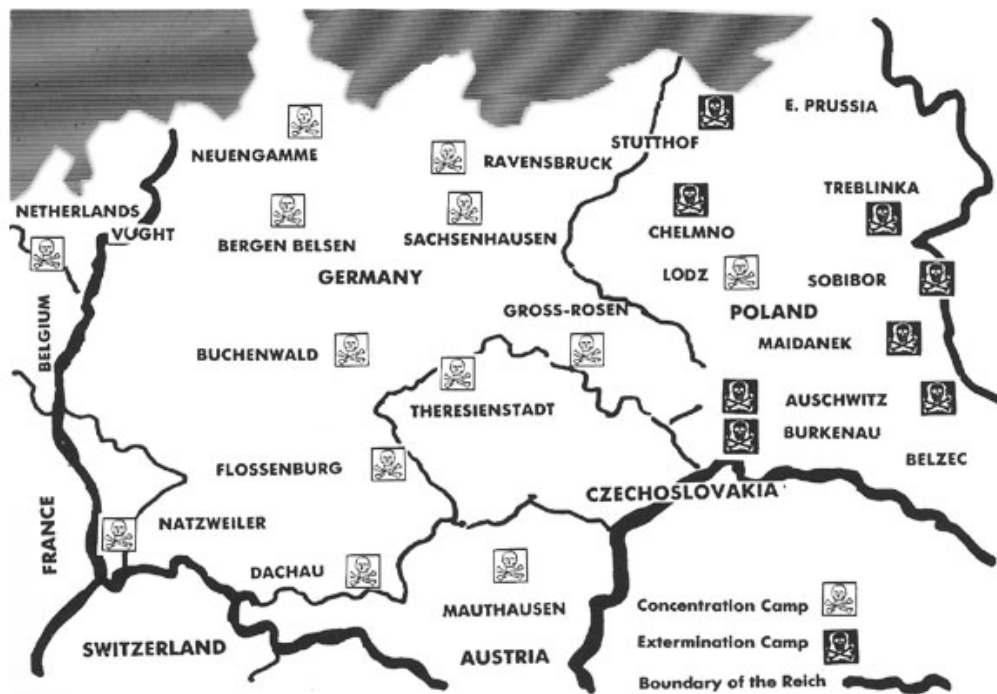 E. PRUSSIA
NEUENGAMME
STUTTHOF
RAVENSBRUCK
TREBLINKA
NETHERLANDS
VUGHT
BERGEN BELSEN
SACHSENHAUSEN
CHELMNO
GERMANY
LODZ
SOBIBOR
BELGIUM
GROSS-ROSEN
POLAND
BUCHENWALD
MAIDANEK
THERESIENSTADT
AUSCHWITZ
BURKENAU
FLOSSENBURG
BELZEC
CZECHOSLOVAKIA
FRANCE
NATZWEILER
DACHAU
MAUTHAUSEN
SWITZERLAND
AUSTRIA
Concentration Camp
Extermination Camp
Boundary of the Reich